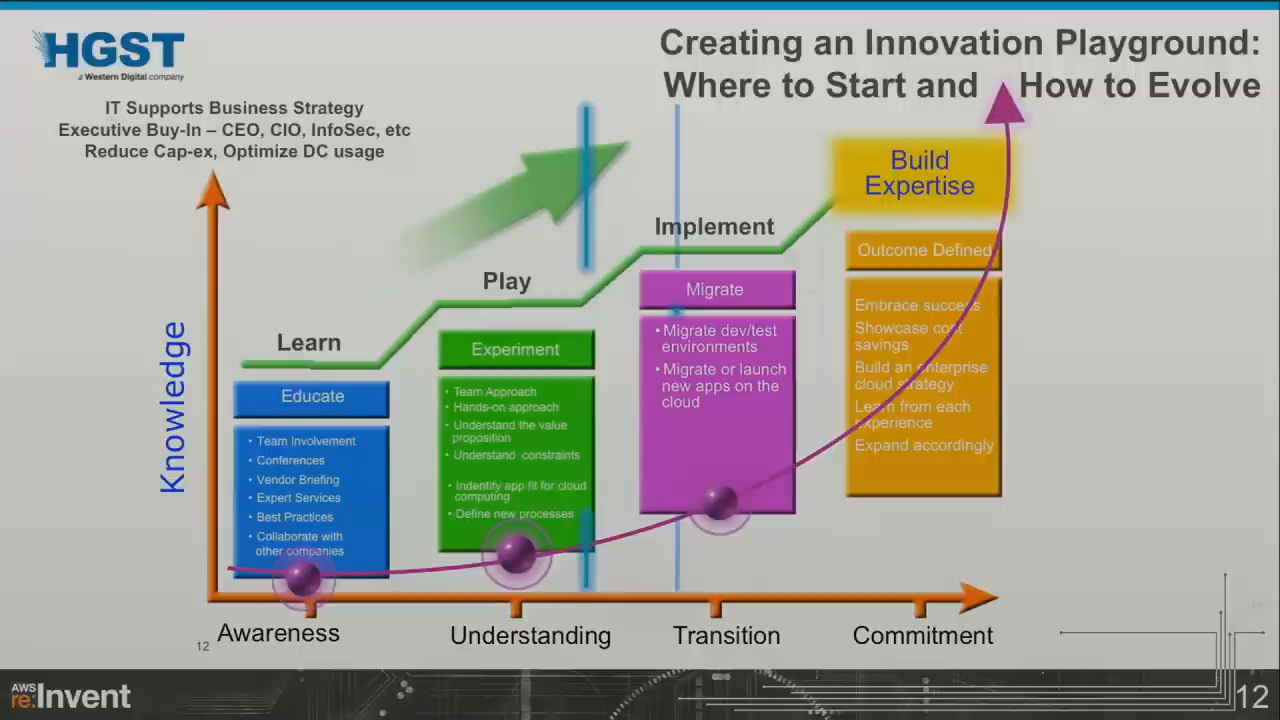 HGST
a Western Digital company
Creating an Innovation Playground:
Where to Start and How to Evolve
IT Supports Business Strategy
Executive Buy-In – CEO, CIO, InfoSec, etc
Reduce Cap-ex, Optimize DC usage
Knowledge
Learn
Educate
• Team Involvement
• Conferences
• Vendor Briefing
• Expert Services
• Best Practices
• Collaborate with
other companies
Play
Experiment
• Team Approach
• Hands-on approach
• Understand the value
proposition
• Understand constraints
• Indentify app fit for cloud
computing
• Define new processes
Implement
Migrate
• Migrate dev/test
environments
• Migrate or launch
new apps on the
cloud
Build
Expertise
Outcome Defined
Embrace success
Showcase cost
savings
Build an enterprise
cloud strategy
Learn from each
experience
Expand accordingly
Awareness
Understanding
Transition
Commitment
12
AWS
re:Invent
12